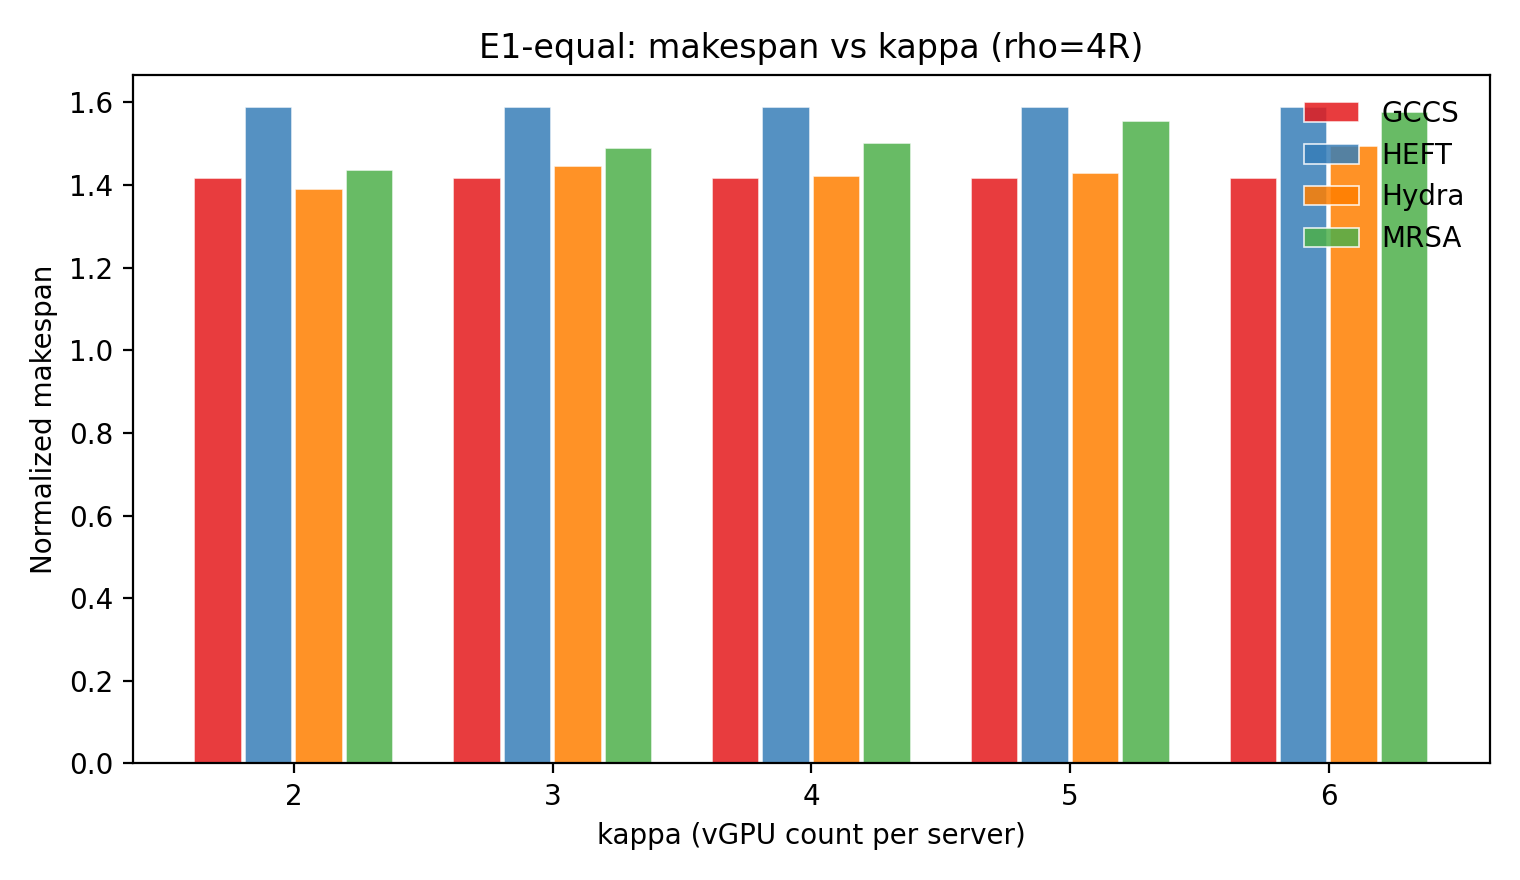 E1-equal: makespan vs kappa (rho=4R)
Normalized makespan
1.6
1.4
1.2
1.0
0.8
0.6
0.4
0.2
0.0
GCCS
HEFT
Hydra
MRSA
2 3 4 5 6
kappa (vGPU count per server)